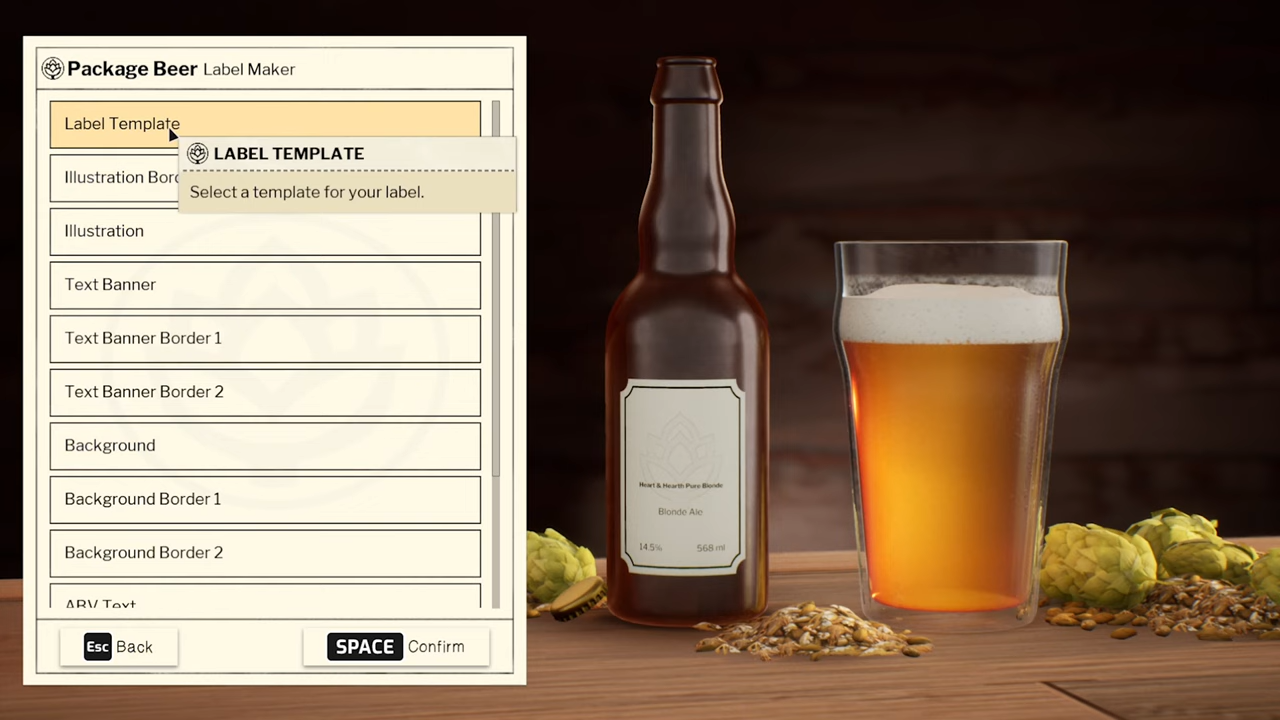 Package Beer Label Maker
Label Template
LABEL TEMPLATE
Select a template for your label.
Illustration Bord
Illustration
Text Banner
Text Banner Border 1
Text Banner Border 2
Background
Background Border 1
Background Border 2
ABV Text
Esc Back
SPACE Confirm
Heart & Hearth Pure Blonde
Blonde Ale
14.5% 568 ml